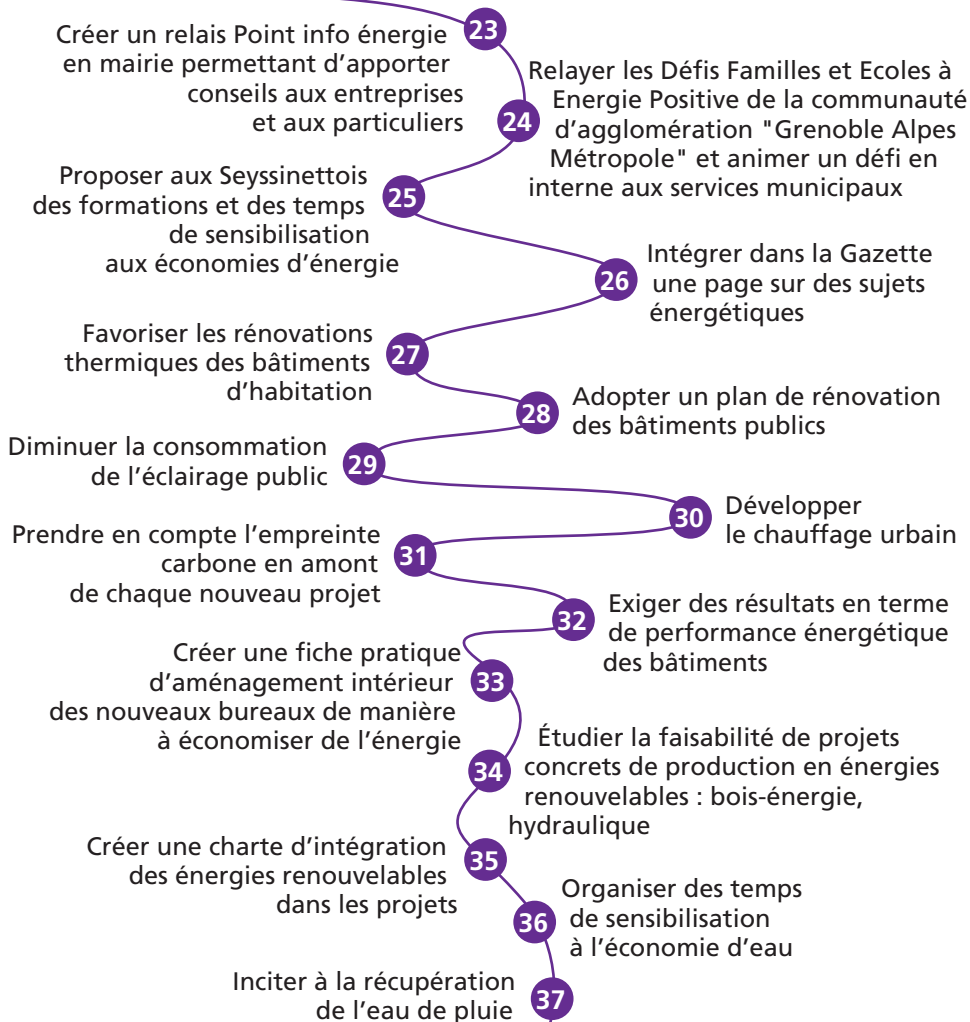 23
Créer un relais Point info énergie
en mairie permettant d'apporter
conseils aux entreprises
et aux particuliers
24
Relayer les Défis Familles et Ecoles à
Energie Positive de la communauté
d'agglomération "Grenoble Alpes
Métropole" et animer un défi en
interne aux services municipaux
25
Proposer aux Seyssinettois
des formations et des temps
de sensibilisation
aux économies d'énergie
26
Intégrer dans la Gazette
une page sur des sujets
énergétiques
27
Favoriser les rénovations
thermiques des bâtiments
d'habitation
28
Adopter un plan de rénovation
des bâtiments publics
29
Diminuer la consommation
de l'éclairage public
30
Développer
le chauffage urbain
31
Prendre en compte l'empreinte
carbone en amont
de chaque nouveau projet
32
Exiger des résultats en terme
de performance énergétique
des bâtiments
33
Créer une fiche pratique
d'aménagement intérieur
des nouveaux bureaux de manière
à économiser de l'énergie
34
Étudier la faisabilité de projets
concrets de production en énergies
renouvelables : bois-énergie,
hydraulique
35
Créer une charte d'intégration
des énergies renouvelables
dans les projets
36
Organiser des temps
de sensibilisation
à l'économie d'eau
37
Inciter à la récupération
de l'eau de pluie